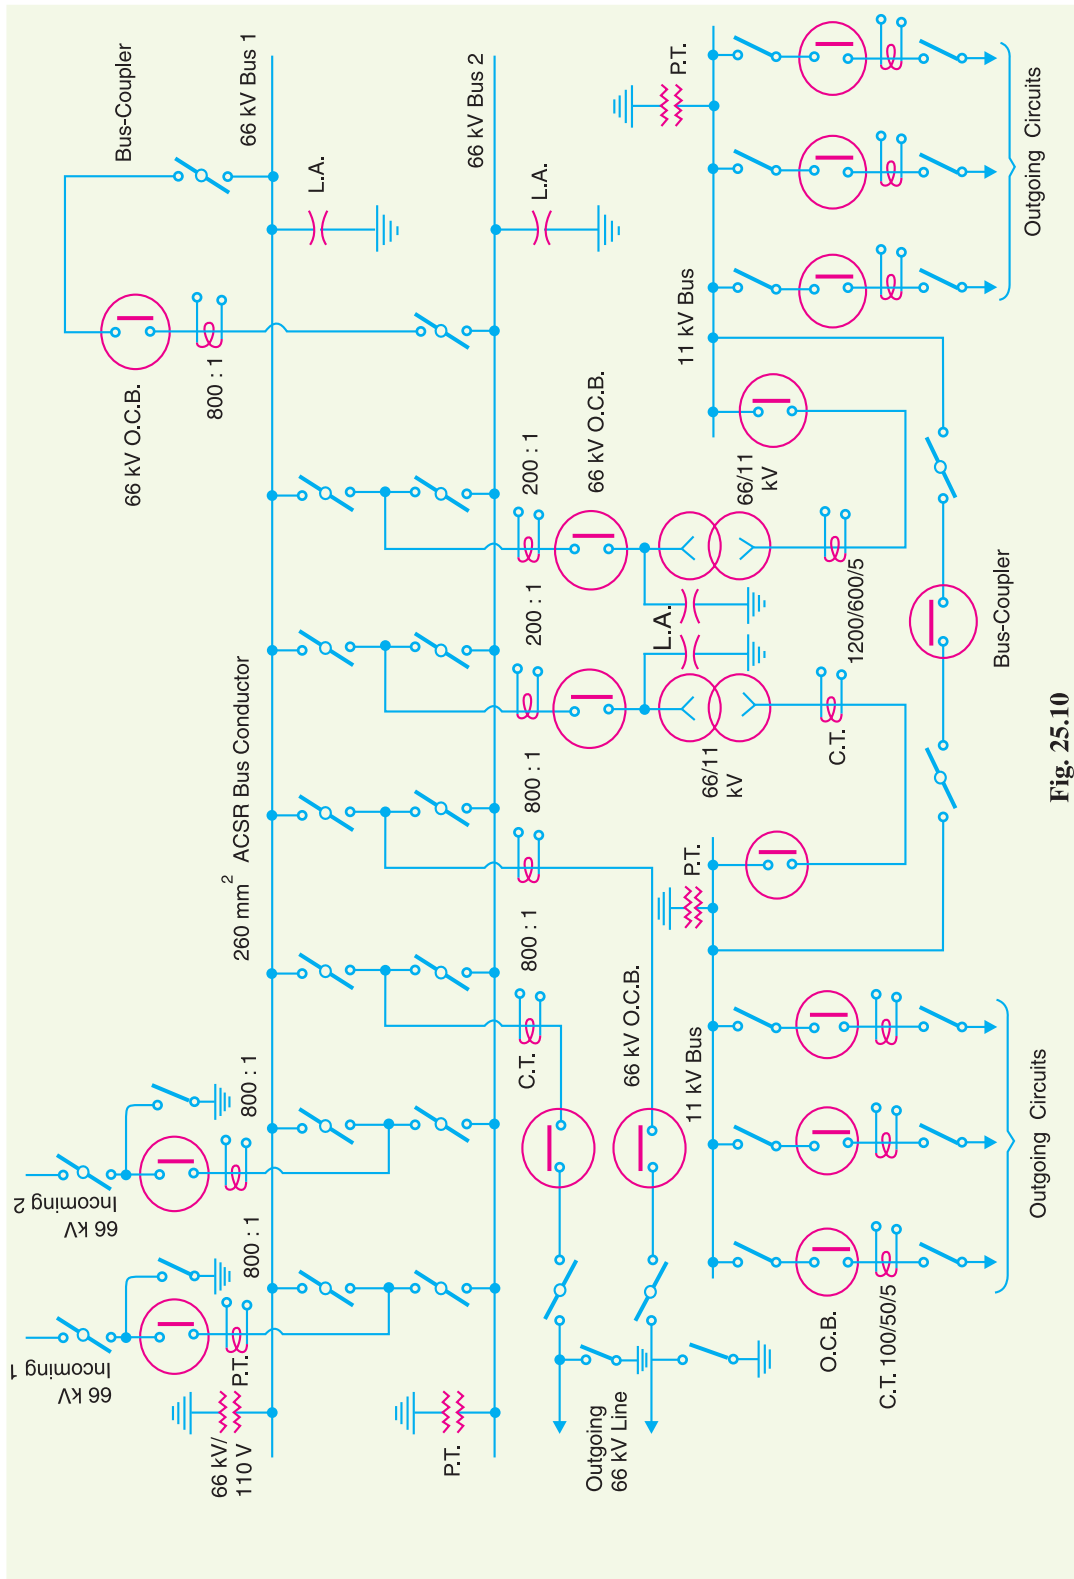 Bus-Coupler
66 kV Bus 1
L.A.
66 kV O.C.B.
800 : 1
66 kV Bus 2
L.A.
P.T.
11 kV Bus
Outgoing Circuits
260 mm2 ACSR Bus Conductor
200 : 1
66 kV O.C.B.
200 : 1
66/11
kV
L.A.
1200/600/5
66/11
kV
C.T.
Bus-Coupler
800 : 1
800 : 1
C.T.
66 kV O.C.B.
P.T.
11 kV Bus
66 kV
Incoming 2
800 : 1
66 kV
Incoming 1
800 : 1
P.T.
66 kV/
110 V
P.T.
Outgoing
66 kV Line
O.C.B.
C.T. 100/50/5
Outgoing Circuits
Fig. 25.10